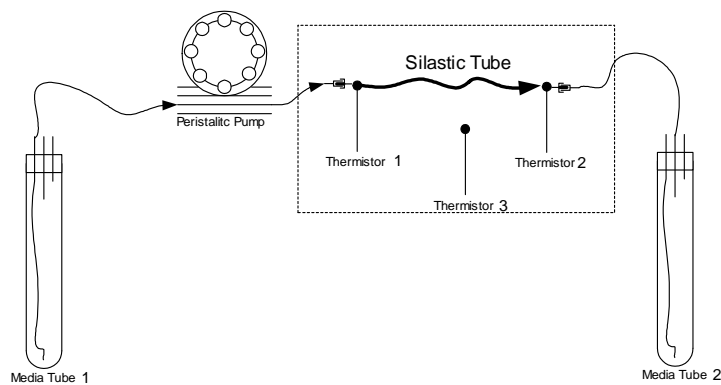 Silastic Tube
Peristalitc Pump
Thermistor 1
Thermistor 2
Thermistor 3
Media Tube 1
Media Tube 2